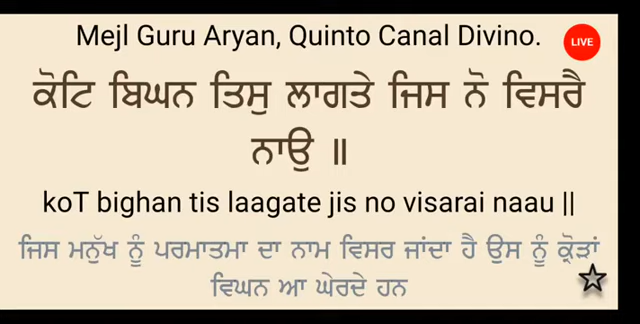 Mejl Guru Aryan, Quinto Canal Divino.
LIVE
ਕੋਟਿ ਬਿਘਨ ਤਿਸੁ ਲਾਗਤੇ ਜਿਸ ਨੋ ਵਿਸਰੈ
ਨਾਉ ॥
koT bighan tis laagate jis no visarai naau ||
ਜਿਸ ਮਨੁੱਖ ਨੂੰ ਪਰਮਾਤਮਾ ਦਾ ਨਾਮ ਵਿਸਰ ਜਾਂਦਾ ਹੈ ਉਸ ਨੂੰ ਕ੍ਰੋੜਾਂ
ਵਿਘਨ ਆ ਘੇਰਦੇ ਹਨ